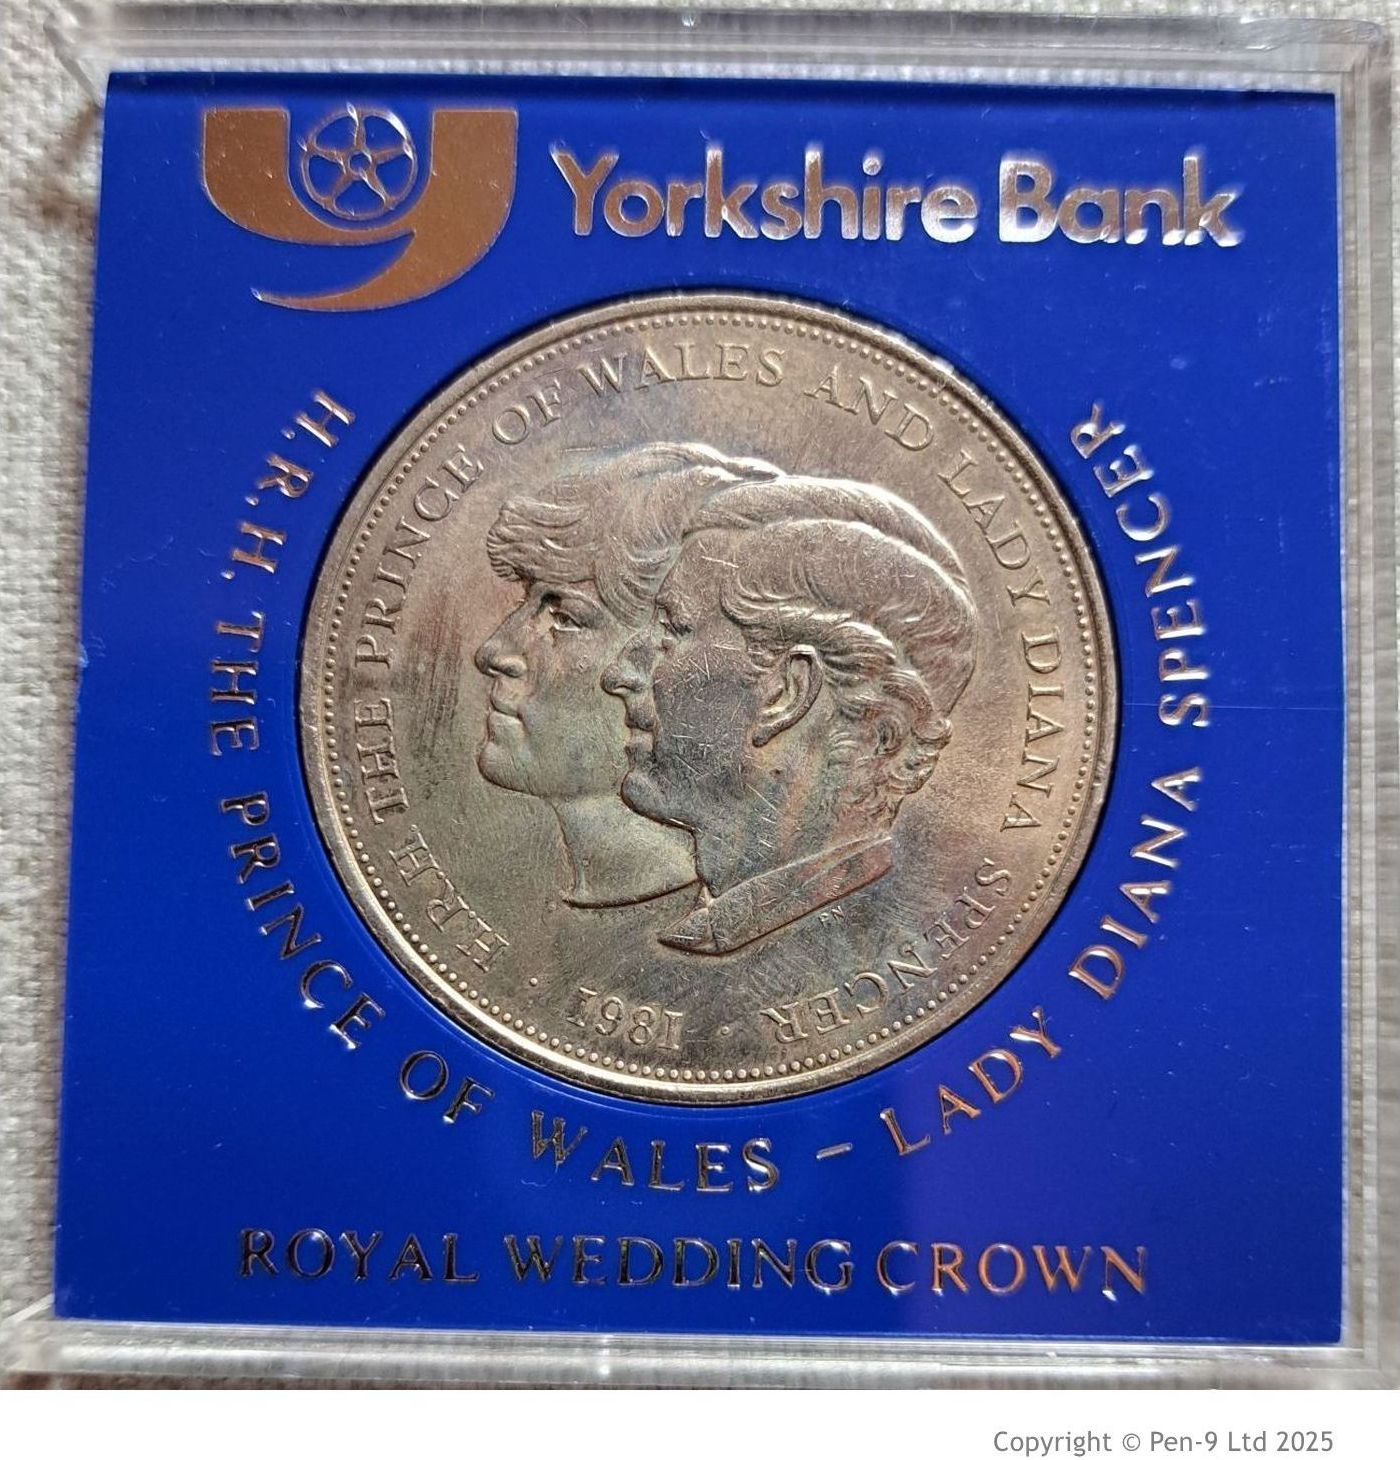 Yorkshire Bank
H.R.H. THE PRINCE OF WALES – LADY DIANA SPENCER
H.R.H. THE PRINCE OF WALES AND LADY DIANA SPENCER
· 1981 ·
PN
ROYAL WEDDING CROWN
Copyright © Pen-9 Ltd 2025